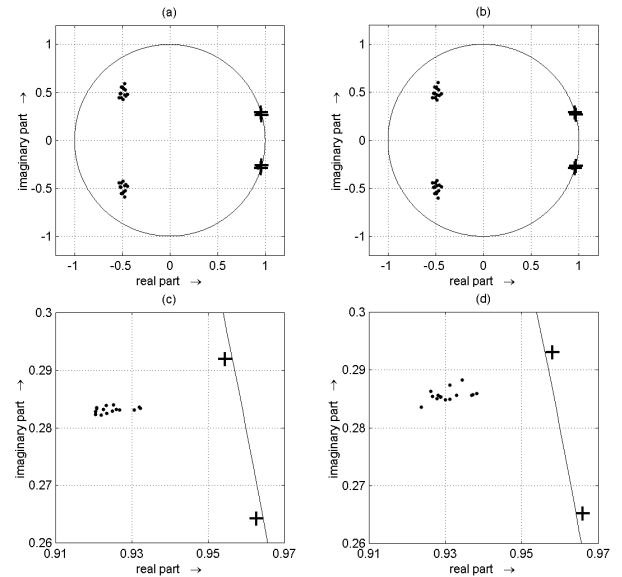 (a)
1
0.5
0
-0.5
-1
-1 -0.5 0 0.5 1
imaginary part →
real part →
(b)
1
0.5
0
-0.5
-1
-1 -0.5 0 0.5 1
imaginary part →
real part →
(c)
0.3
0.29
0.28
0.27
0.26
0.91 0.93 0.95 0.97
imaginary part →
real part →
(d)
0.3
0.29
0.28
0.27
0.26
0.91 0.93 0.95 0.97
imaginary part →
real part →